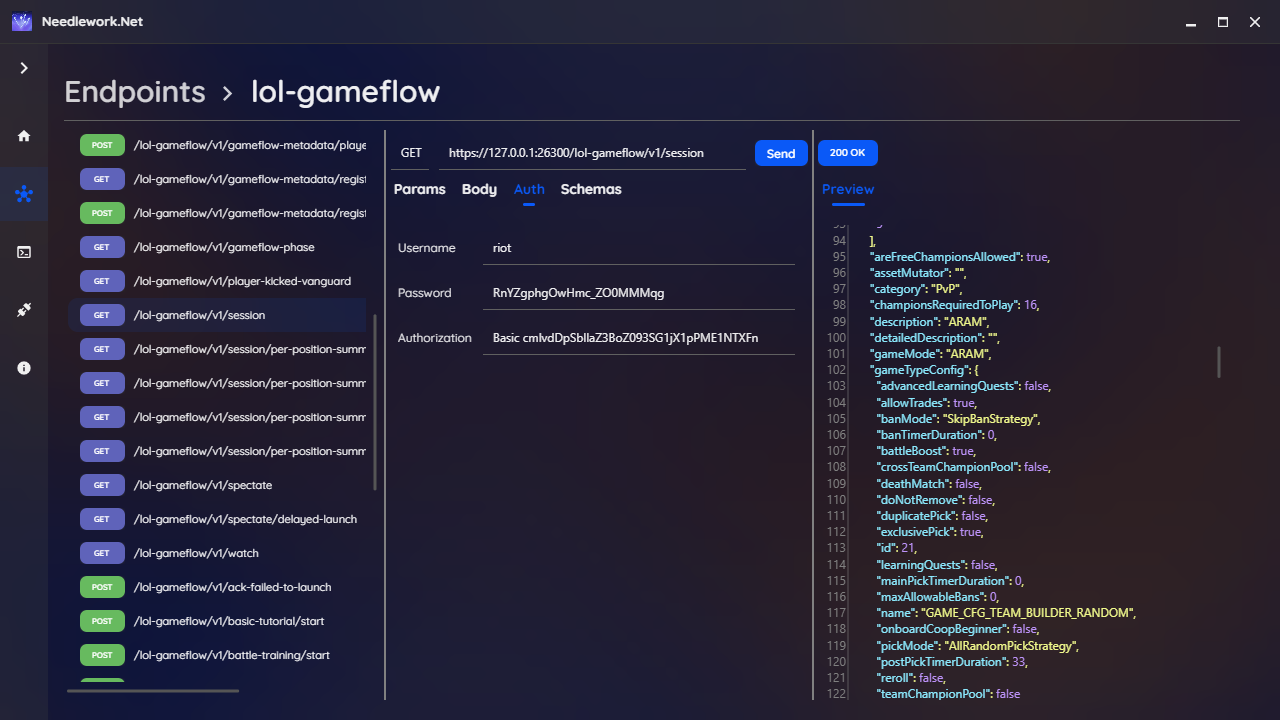 Needlework.Net
Endpoints > lol-gameflow
POST /lol-gameflow/v1/gameflow-metadata/playe
GET /lol-gameflow/v1/gameflow-metadata/regist
POST /lol-gameflow/v1/gameflow-metadata/regist
GET /lol-gameflow/v1/gameflow-phase
GET /lol-gameflow/v1/player-kicked-vanguard
GET /lol-gameflow/v1/session
GET /lol-gameflow/v1/session/per-position-summ
GET /lol-gameflow/v1/session/per-position-summ
GET /lol-gameflow/v1/session/per-position-summ
GET /lol-gameflow/v1/session/per-position-summ
GET /lol-gameflow/v1/spectate
GET /lol-gameflow/v1/spectate/delayed-launch
GET /lol-gameflow/v1/watch
POST /lol-gameflow/v1/ack-failed-to-launch
POST /lol-gameflow/v1/basic-tutorial/start
POST /lol-gameflow/v1/battle-training/start
GET https://127.0.0.1:26300/lol-gameflow/v1/session Send
Params Body Auth Schemas
Username riot
Password RnYZgphgOwHmc_ZO0MMMqg
Authorization Basic cmlvdDpSbllaZ3BoZ093SG1jX1pPME1NTXFn
200 OK
Preview
94 ],
95 "areFreeChampionsAllowed": true,
96 "assetMutator": "",
97 "category": "PvP",
98 "championsRequiredToPlay": 16,
99 "description": "ARAM",
100 "detailedDescription": "",
101 "gameMode": "ARAM",
102 "gameTypeConfig": {
103 "advancedLearningQuests": false,
104 "allowTrades": true,
105 "banMode": "SkipBanStrategy",
106 "banTimerDuration": 0,
107 "battleBoost": true,
108 "crossTeamChampionPool": false,
109 "deathMatch": false,
110 "doNotRemove": false,
111 "duplicatePick": false,
112 "exclusivePick": true,
113 "id": 21,
114 "learningQuests": false,
115 "mainPickTimerDuration": 0,
116 "maxAllowableBans": 0,
117 "name": "GAME_CFG_TEAM_BUILDER_RANDOM",
118 "onboardCoopBeginner": false,
119 "pickMode": "AllRandomPickStrategy",
120 "postPickTimerDuration": 33,
121 "reroll": false,
122 "teamChampionPool": false